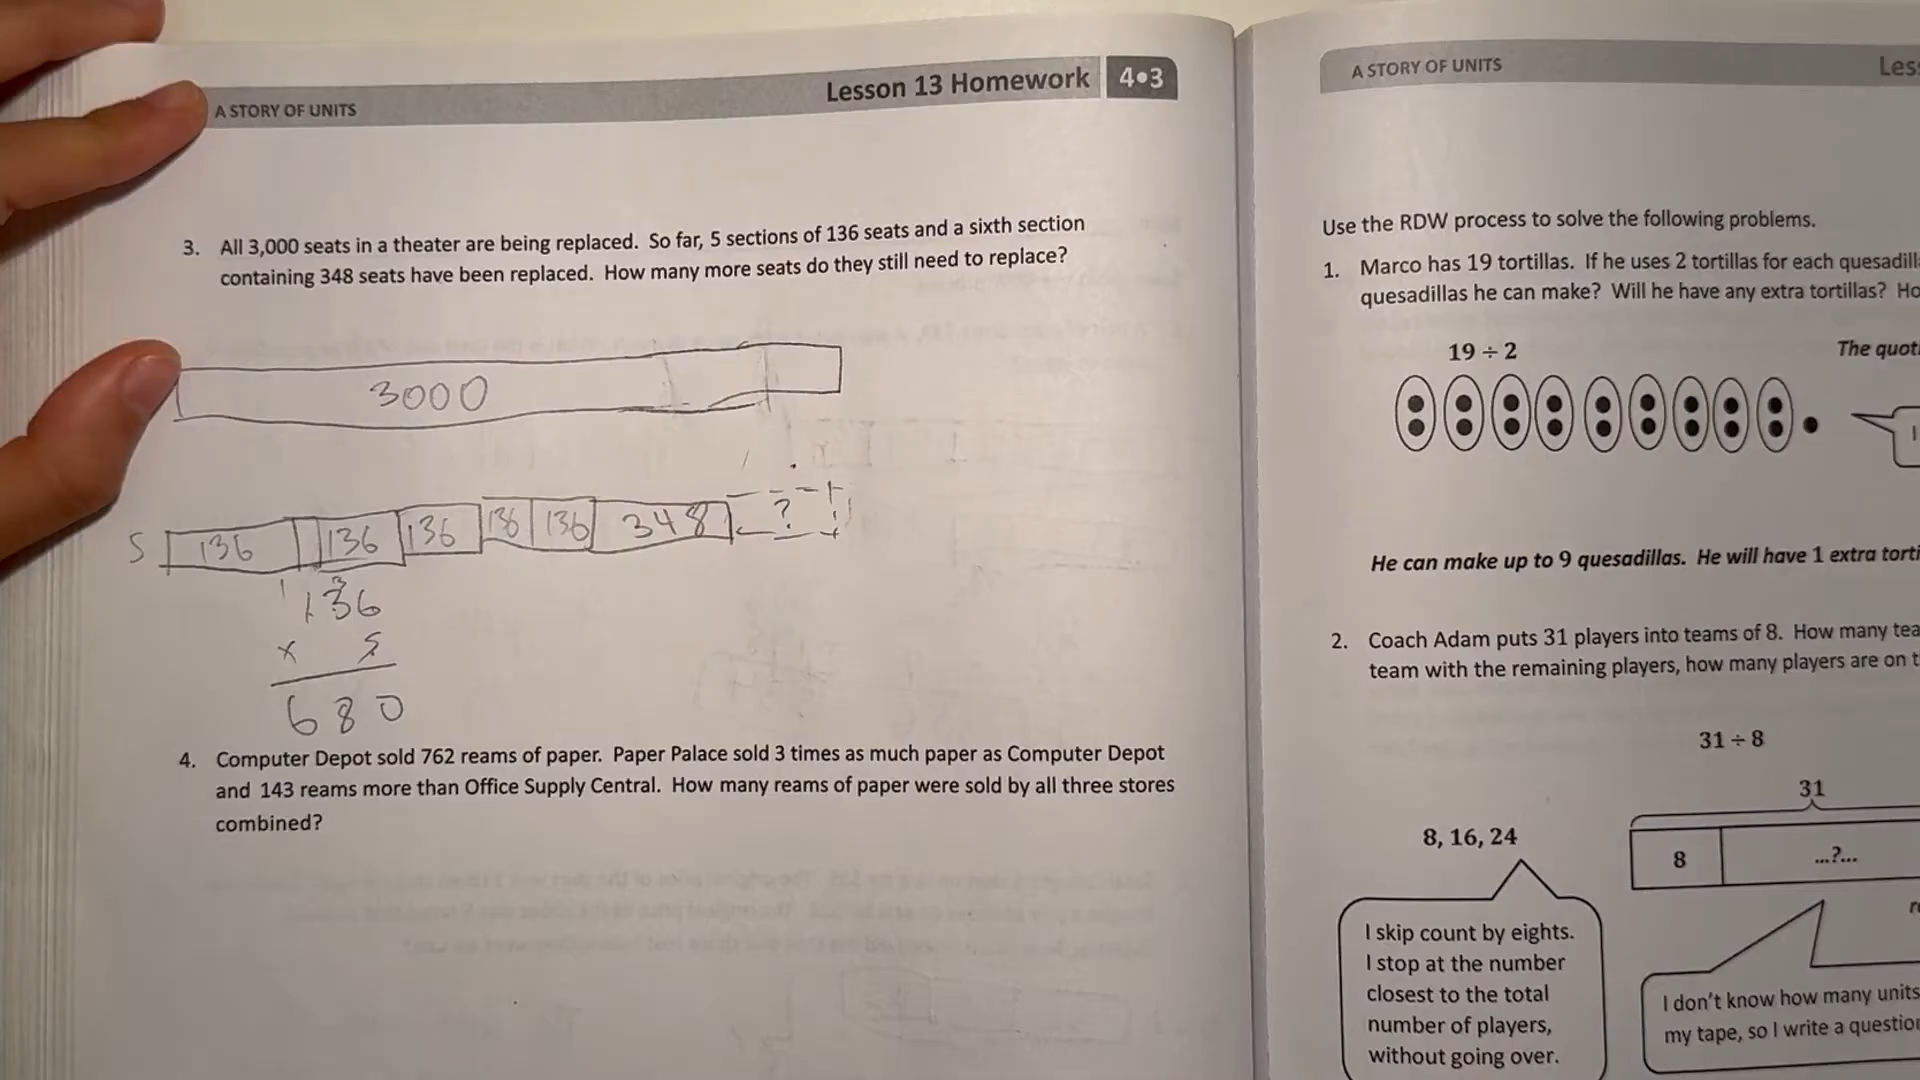 A STORY OF UNITS
Lesson 13 Homework 4•3
3. All 3,000 seats in a theater are being replaced. So far, 5 sections of 136 seats and a sixth section
containing 348 seats have been replaced. How many more seats do they still need to replace?
3000
S 136 136 136 136 136 348 ?
136
x 5
680
4. Computer Depot sold 762 reams of paper. Paper Palace sold 3 times as much paper as Computer Depot
and 143 reams more than Office Supply Central. How many reams of paper were sold by all three stores
combined?
A STORY OF UNITS
Use the RDW process to solve the following problems.
1. Marco has 19 tortillas. If he uses 2 tortillas for each
quesadillas he can make? Will he have any extra tortillas?
19 ÷ 2
The
He can make up to 9 quesadillas. He will have 1 extra
2. Coach Adam puts 31 players into teams of 8. How many
team with the remaining players, how many players are on
31 ÷ 8
31
8, 16, 24
8 ...?...
I skip count by eights.
I stop at the number
closest to the total
number of players,
without going over.
I don't know how many units
my tape, so I write a